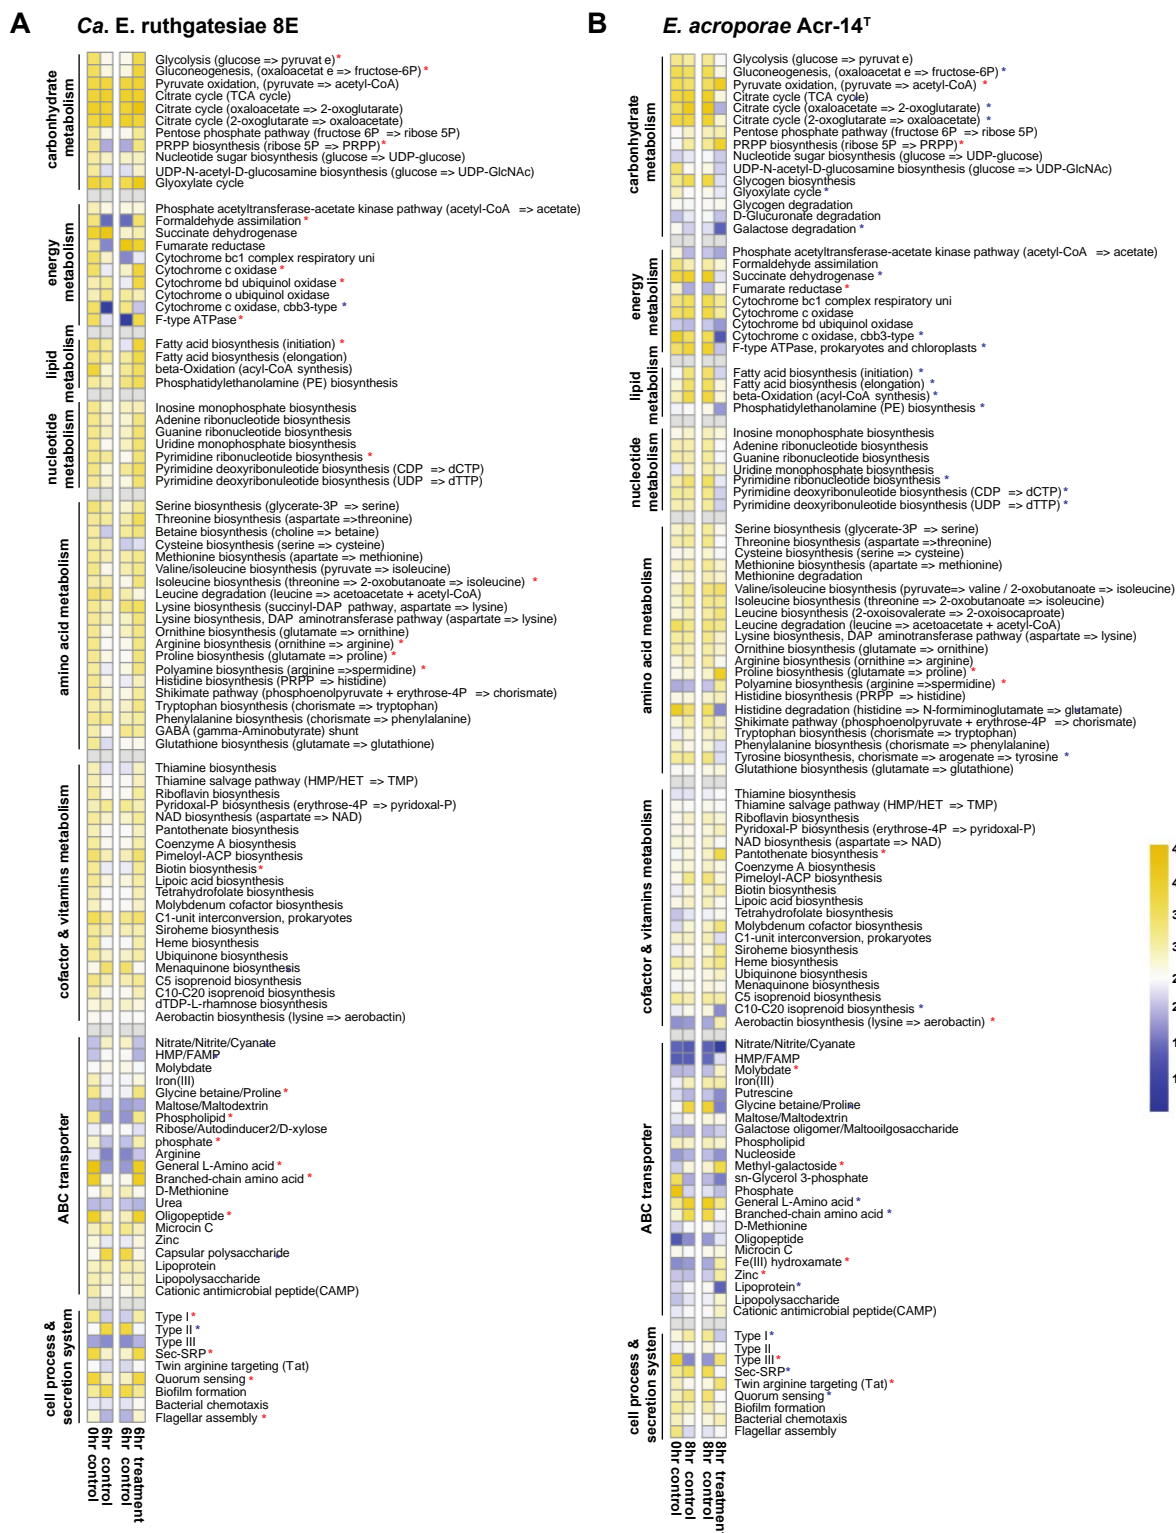 A
Ca. E. ruthgatesiae 8E
carbonhydrate
metabolism
Glycolysis (glucose => pyruvat e) *
Gluconeogenesis, (oxaloacetat e => fructose-6P) *
Pyruvate oxidation, (pyruvate => acetyl-CoA)
Citrate cycle (TCA cycle)
Citrate cycle (oxaloacetate => 2-oxoglutarate)
Citrate cycle (2-oxoglutarate => oxaloacetate)
Pentose phosphate pathway (fructose 6P => ribose 5P)
PRPP biosynthesis (ribose 5P => PRPP) *
Nucleotide sugar biosynthesis (glucose => UDP-glucose)
UDP-N-acetyl-D-glucosamine biosynthesis (glucose => UDP-GlcNAc)
Glyoxylate cycle
energy
metabolism
Phosphate acetyltransferase-acetate kinase pathway (acetyl-CoA => acetate)
Formaldehyde assimilation *
Succinate dehydrogenase
Fumarate reductase
Cytochrome bc1 complex respiratory uni
Cytochrome c oxidase *
Cytochrome bd ubiquinol oxidase *
Cytochrome o ubiquinol oxidase
Cytochrome c oxidase, cbb3-type *
F-type ATPase *
lipid
metabolism
Fatty acid biosynthesis (initiation) *
Fatty acid biosynthesis (elongation)
beta-Oxidation (acyl-CoA synthesis)
Phosphatidylethanolamine (PE) biosynthesis
nucleotide
metabolism
Inosine monophosphate biosynthesis
Adenine ribonucleotide biosynthesis
Guanine ribonucleotide biosynthesis
Uridine monophosphate biosynthesis
Pyrimidine ribonucleotide biosynthesis *
Pyrimidine deoxyribonuleotide biosynthesis (CDP => dCTP)
Pyrimidine deoxyribonuleotide biosynthesis (UDP => dTTP)
amino acid metabolism
Serine biosynthesis (glycerate-3P => serine)
Threonine biosynthesis (aspartate =>threonine)
Betaine biosynthesis (choline => betaine)
Cysteine biosynthesis (serine => cysteine)
Methionine biosynthesis (apartate => methionine)
Valine/isoleucine biosynthesis (pyruvate => isoleucine)
Isoleucine biosynthesis (threonine => 2-oxobutanoate => isoleucine) *
Leucine degradation (leucine => acetoacetate + acetyl-CoA)
Lysine biosynthesis (succinyl-DAP pathway, aspartate => lysine)
Lysine biosynthesis, DAP aminotransferase pathway (aspartate => lysine)
Ornithine biosynthesis (glutamate => ornithine)
Arginine biosynthesis (ornithine => arginine) *
Proline biosynthesis (glutamate => proline) *
Polyamine biosynthesis (arginine =>spermidine) *
Histidine biosynthesis (PRPP => histidine)
Shikimate pathway (phosphoenolpyruvate + erythrose-4P => chorismate)
Tryptophan biosynthesis (chorismate => tryptophan)
Phenylalanine biosynthesis (chorismate => phenylalanine)
GABA (gamma-Aminobutyrate) shunt
Glutathione biosynthesis (glutamate => glutathione)
cofactor & vitamins metabolism
Thiamine biosynthesis
Thiamine salvage pathway (HMP/HET => TMP)
Riboflavin biosynthesis
Pyridoxal-P biosynthesis (erythrose-4P => pyridoxal-P)
NAD biosynthesis (aspartate => NAD)
Pantothenate biosynthesis
Coenzyme A biosynthesis
Pimeloyl-ACP biosynthesis
Biotin biosynthesis *
Lipoic acid biosynthesis
Tetrahydrofolate biosynthesis
Molybdenum cofactor biosynthesis
C1-unit interconversion, prokaryotes
Siroheme biosynthesis
Heme biosynthesis
Ubiquinone biosynthesis
Menaquinone biosynthesis
C5 isoprenoid biosynthesis
C10-C20 isoprenoid biosynthesis
dTDP-L-rhamnose biosynthesis
Aerobactin biosynthesis (lysine => aerobactin)
ABC transporter
Nitrate/Nitrite/Cyanate
HMP/FAMP
Molybdate
Iron(III)
Glycine betaine/Proline *
Maltose/Maltodextrin
Phospholipid *
Ribose/Autodinducer2/D-xylose
phosphate *
Arginine
General L-Amino acid *
Branched-chain amino acid *
D-Methionine
Urea
Oligopeptide *
Microcin C
Zinc
Capsular polysaccharide
Lipoprotein
Lipopolysaccharide
Cationic antimicrobial peptide(CAMP)
cell process &
secretion system
Type I *
Type II *
Type III
Sec-SRP *
Twin arginine targeting (Tat)
Quorum sensing *
Biofilm formation
Bacterial chemotaxis
Flagellar assembly *
0hr control
6hr control
6hr control
6hr treatment
B
E. acroporae Acr-14T
carbonhydrate
metabolism
Glycolysis (glucose => pyruvat e)
Gluconeogenesis, (oxaloacetat e => fructose-6P) *
Pyruvate oxidation, (pyruvate => acetyl-CoA) *
Citrate cycle (TCA cycle)
Citrate cycle (oxaloacetate => 2-oxoglutarate) *
Citrate cycle (2-oxoglutarate => oxaloacetate) *
Pentose phosphate pathway (fructose 6P => ribose 5P)
PRPP biosynthesis (ribose 5P => PRPP) *
Nucleotide sugar biosynthesis (glucose => UDP-glucose)
UDP-N-acetyl-D-glucosamine biosynthesis (glucose => UDP-GlcNAc)
Glycogen biosynthesis
Glyoxylate cycle *
Glycogen degradation
D-Glucuronate degradation
Galactose degradation *
energy
metabolism
Phosphate acetyltransferase-acetate kinase pathway (acetyl-CoA => acetate)
Formaldehyde assimilation
Succinate dehydrogenase *
Fumarate reductase *
Cytochrome bc1 complex respiratory uni
Cytochrome c oxidase
Cytochrome bd ubiquinol oxidase
Cytochrome c oxidase, cbb3-type *
F-type ATPase, prokaryotes and chloroplasts *
lipid
metabolism
Fatty acid biosynthesis (initiation) *
Fatty acid biosynthesis (elongation) *
beta-Oxidation (acyl-CoA synthesis) *
Phosphatidylethanolamine (PE) biosynthesis *
nucleotide
metabolism
Inosine monophosphate biosynthesis
Adenine ribonucleotide biosynthesis
Guanine ribonucleotide biosynthesis
Uridine monophosphate biosynthesis
Pyrimidine ribonucleotide biosynthesis *
Pyrimidine deoxyribonuleotide biosynthesis (CDP => dCTP) *
Pyrimidine deoxyribonuleotide biosynthesis (UDP => dTTP) *
amino acid metabolism
Serine biosynthesis (glycerate-3P => serine)
Threonine biosynthesis (aspartate =>threonine)
Cysteine biosynthesis (serine => cysteine)
Methionine biosynthesis (apartate => methionine)
Methionine degradation
Valine/isoleucine biosynthesis (pyruvate=> valine / 2-oxobutanoate => isoleucine)
Isoleucine biosynthesis (threonine => 2-oxobutanoate => isoleucine)
Leucine biosynthesis (2-oxoisovalerate => 2-oxoisocaproate)
Leucine degradation (leucine => acetoacetate + acetyl-CoA)
Lysine biosynthesis, DAP aminotransferase pathway (aspartate => lysine)
Ornithine biosynthesis (glutamate => ornithine)
Arginine biosynthesis (ornithine => arginine)
Proline biosynthesis (glutamate => proline) *
Polyamine biosynthesis (arginine =>spermidine) *
Histidine biosynthesis (PRPP => histidine)
Histidine degradation (histidine => N-formiminoglutamate => glutamate)
Shikimate pathway (phosphoenolpyruvate + erythrose-4P => chorismate)
Tryptophan biosynthesis (chorismate => tryptophan)
Phenylalanine biosynthesis (chorismate => phenylalanine)
Tyrosine biosynthesis, chorismate => arogenate => tyrosine *
Glutathione biosynthesis (glutamate => glutathione)
cofactor & vitamins metabolism
Thiamine biosynthesis
Thiamine salvage pathway (HMP/HET => TMP)
Riboflavin biosynthesis
Pyridoxal-P biosynthesis (erythrose-4P => pyridoxal-P)
NAD biosynthesis (aspartate => NAD)
Pantothenate biosynthesis *
Coenzyme A biosynthesis
Pimeloyl-ACP biosynthesis
Biotin biosynthesis
Lipoic acid biosynthesis
Tetrahydrofolate biosynthesis
Molybdenum cofactor biosynthesis
C1-unit interconversion, prokaryotes
Siroheme biosynthesis
Heme biosynthesis
Ubiquinone biosynthesis
Menaquinone biosynthesis
C5 isoprenoid biosynthesis
C10-C20 isoprenoid biosynthesis *
Aerobactin biosynthesis (lysine => aerobactin) *
ABC transporter
Nitrate/Nitrite/Cyanate
HMP/FAMP
Molybdate *
Iron(III)
Putrescine
Glycine betaine/Proline
Maltose/Maltodextrin
Galactose oligomer/Maltooilgosaccharide
Phospholipid
Nucleoside
Methyl-galactoside *
sn-Glycerol 3-phosphate
Phosphate
General L-Amino acid *
Branched-chain amino acid *
D-Methionine
Oligopeptide
Microcin C
Fe(III) hydroxamate *
Zinc *
Lipoprotein *
Lipopolysaccharide
Cationic antimicrobial peptide(CAMP)
cell process &
secretion system
Type I *
Type II
Type III *
Sec-SRP *
Twin arginine targeting (Tat) *
Quorum sensing *
Biofilm formation
Bacterial chemotaxis
Flagellar assembly
0hr control
8hr control
8hr control
8hr treatment
4
4
3
3
2
2
1
1